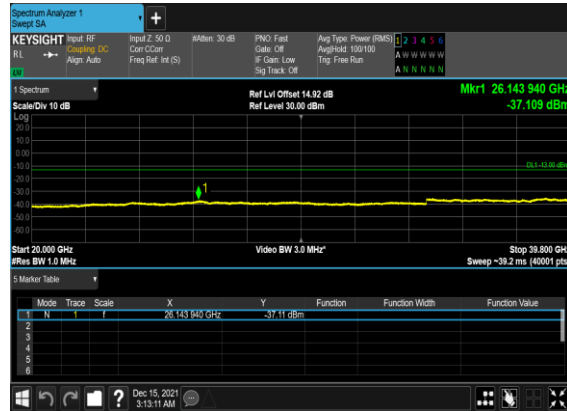 Spectrum Analyzer 1
Swept SA
+
KEYSIGHT Input: RF Input Z: 50 Ω #Atten: 30 dB PNO: Fast Avg Type: Power (RMS) 1 2 3 4 5 6
RL Coupling: DC Corr CCorr Gate: Off Avg|Hold: 100/100 A W W W W W
Align: Auto Freq Ref: Int (S) IF Gain: Low Trig: Free Run
Sig Track: Off A N N N N N
1 Spectrum Ref Lvl Offset 14.92 dB Mkr1 26.143 940 GHz
Scale/Div 10 dB Ref Level 30.00 dBm -37.109 dBm
Log
20.0
10.0
0.00
-10.0
DL1 -13.00 dBm
-20.0
-30.0
1
-40.0
-50.0
-60.0
Start 20.000 GHz Video BW 3.0 MHz* Stop 39.800 GHz
#Res BW 1.0 MHz Sweep ~39.2 ms (40001 pts)
5 Marker Table
Mode Trace Scale X Y Function Function Width Function Value
1 N 1 f 26.143 940 GHz -37.11 dBm
2
3
4
5
6
? Dec 15, 2021
3:13:11 AM